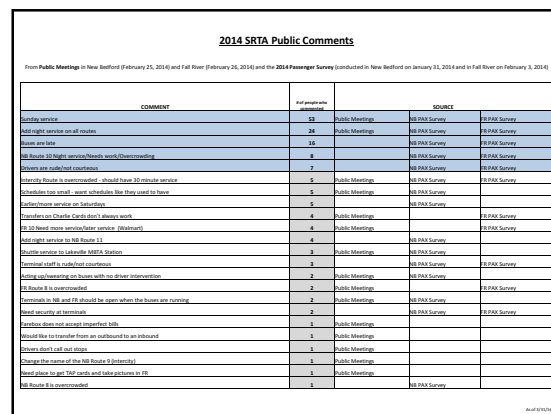 2014 SRTA Public Comments
From Public Meetings in New Bedford (February 25, 2014) and Fall River (February 26, 2014) and the 2014 Passenger Survey (conducted in New Bedford on January 31, 2014 and in Fall River on February 3, 2014)
COMMENT # of people who commented SOURCE
Sunday service 53 Public Meetings NB PAX Survey FR PAX Survey
Add night service on all routes 24 Public Meetings NB PAX Survey FR PAX Survey
Buses are late 16 NB PAX Survey FR PAX Survey
NB Route 10 Night service/Needs work/Overcrowding 8 NB PAX Survey FR PAX Survey
Drivers are rude/not courteous 7 NB PAX Survey FR PAX Survey
Intercity Route is overcrowded - should have 30 minute service 5 Public Meetings NB PAX Survey FR PAX Survey
Schedules too small - want schedules like they used to have 5 Public Meetings NB PAX Survey
Earlier/more service on Saturdays 5 NB PAX Survey
Transfers on Charlie Cards don't always work 4 Public Meetings FR PAX Survey
FR 10 Need more service/later service (Walmart) 4 Public Meetings FR PAX Survey
Add night service to NB Route 11 4 NB PAX Survey
Shuttle service to Lakeville MBTA Station 3 Public Meetings NB PAX Survey
Terminal staff is rude/not courteous 3 NB PAX Survey FR PAX Survey
Acting up/swearing on buses with no driver intervention 2 Public Meetings NB PAX Survey
FR Route 8 is overcrowded 2 Public Meetings FR PAX Survey
Terminals in NB and FR should be open when the buses are running 2 Public Meetings NB PAX Survey
Need security at terminals 2 NB PAX Survey FR PAX Survey
Farebox does not accept imperfect bills 1 Public Meetings
Would like to transfer from an outbound to an inbound 1 Public Meetings
Drivers don't call out stops 1 Public Meetings
Change the name of the NB Route 9 (intercity) 1 Public Meetings
Need place to get TAP cards and take pictures in FR 1 Public Meetings
NB Route 8 is overcrowded 1 NB PAX Survey
As of